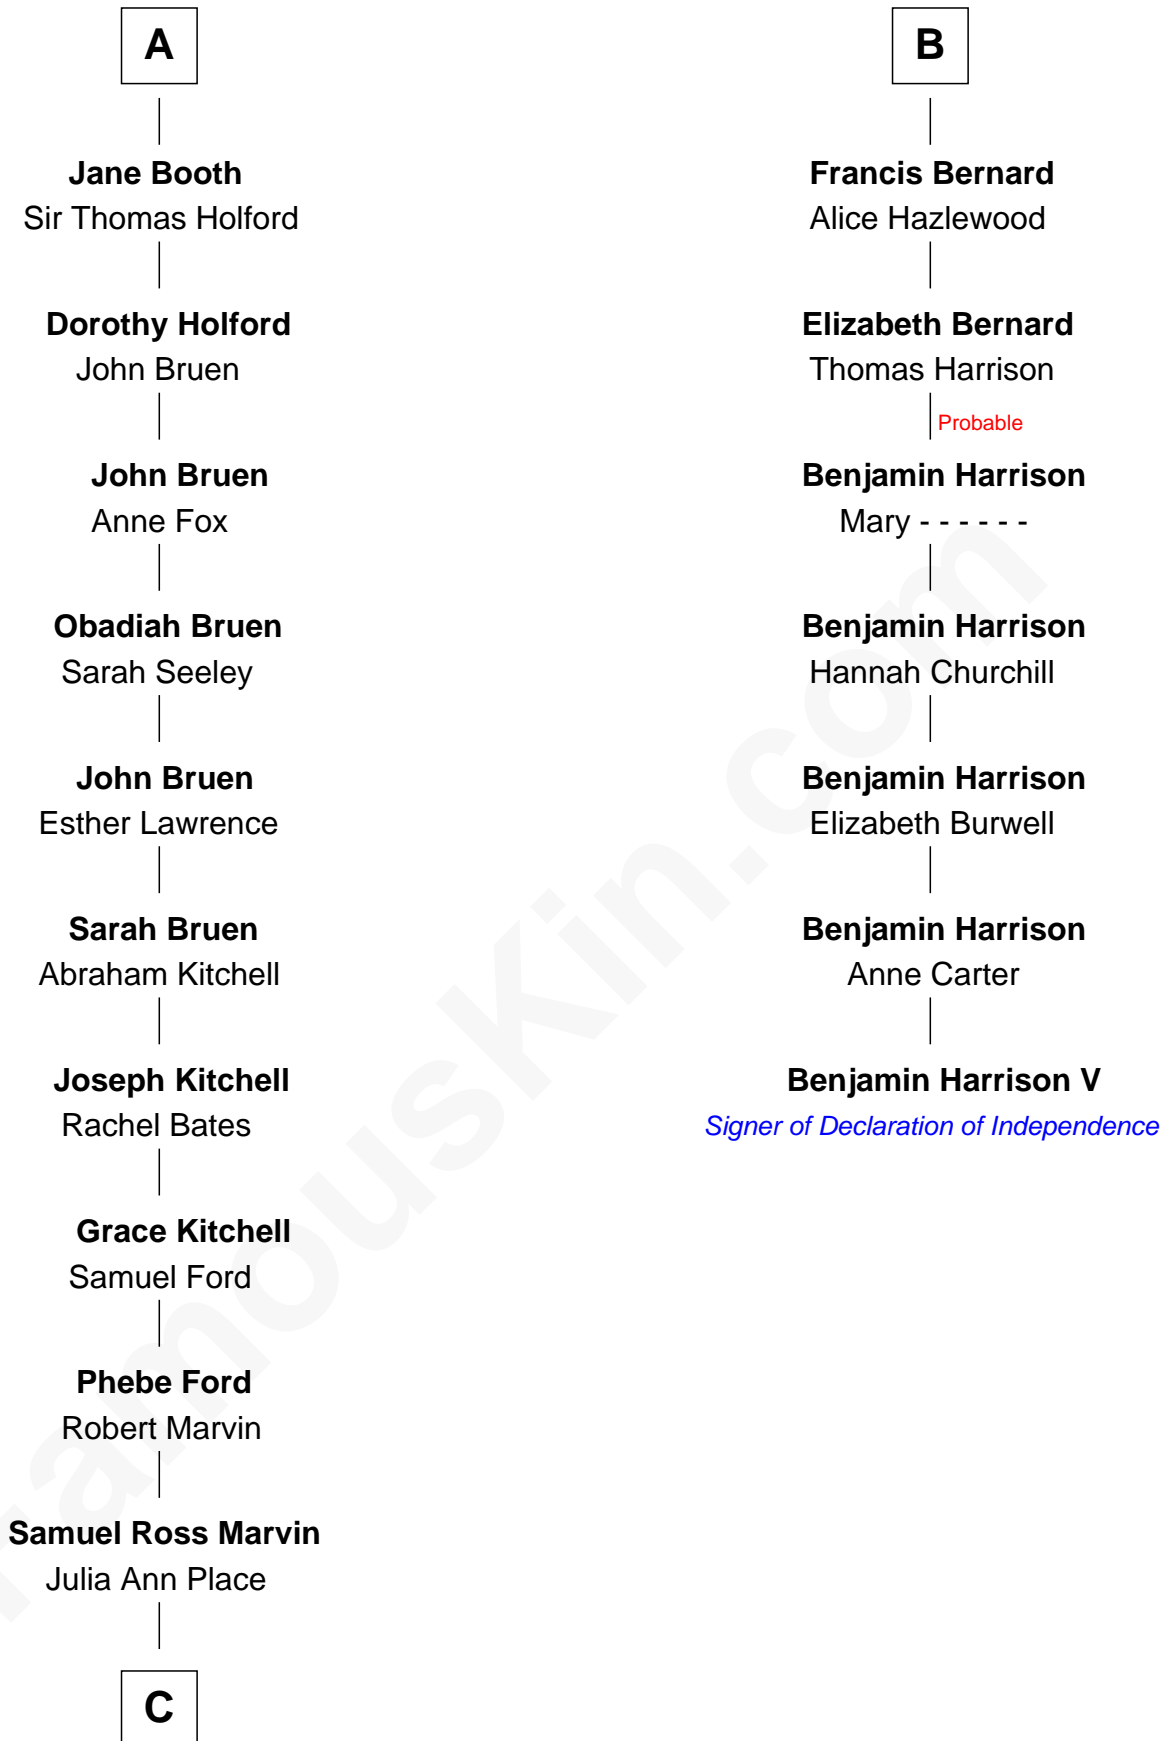 A
Jane Booth
Sir Thomas Holford
Dorothy Holford
John Bruen
John Bruen
Anne Fox
Obadiah Bruen
Sarah Seeley
John Bruen
Esther Lawrence
Sarah Bruen
Abraham Kitchell
Joseph Kitchell
Rachel Bates
Grace Kitchell
Samuel Ford
Phebe Ford
Robert Marvin
Samuel Ross Marvin
Julia Ann Place
C
B
Francis Bernard
Alice Hazlewood
Elizabeth Bernard
Thomas Harrison
Probable
Benjamin Harrison
Mary - - - - - -
Benjamin Harrison
Hannah Churchill
Benjamin Harrison
Elizabeth Burwell
Benjamin Harrison
Anne Carter
Benjamin Harrison V
Signer of Declaration of Independence
FamousKin.com